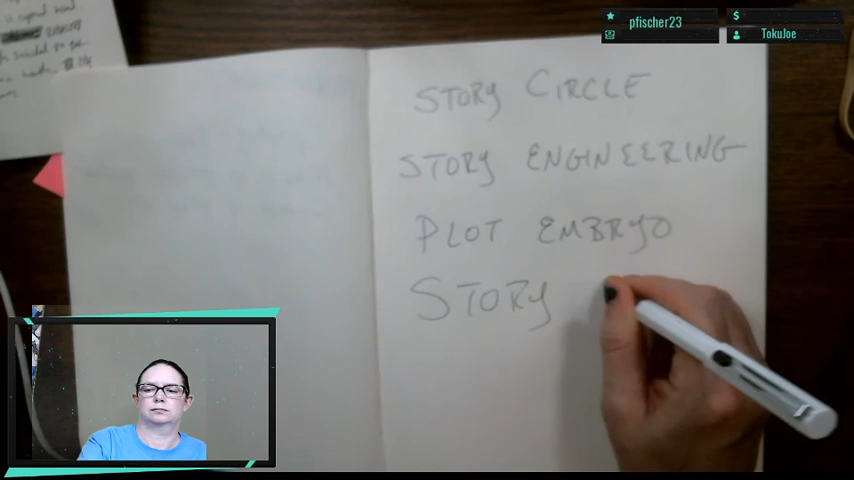 pfischer23
$
TokuJoe
STORY CIRCLE
STORY ENGINEERING
PLOT EMBRYO
STORY